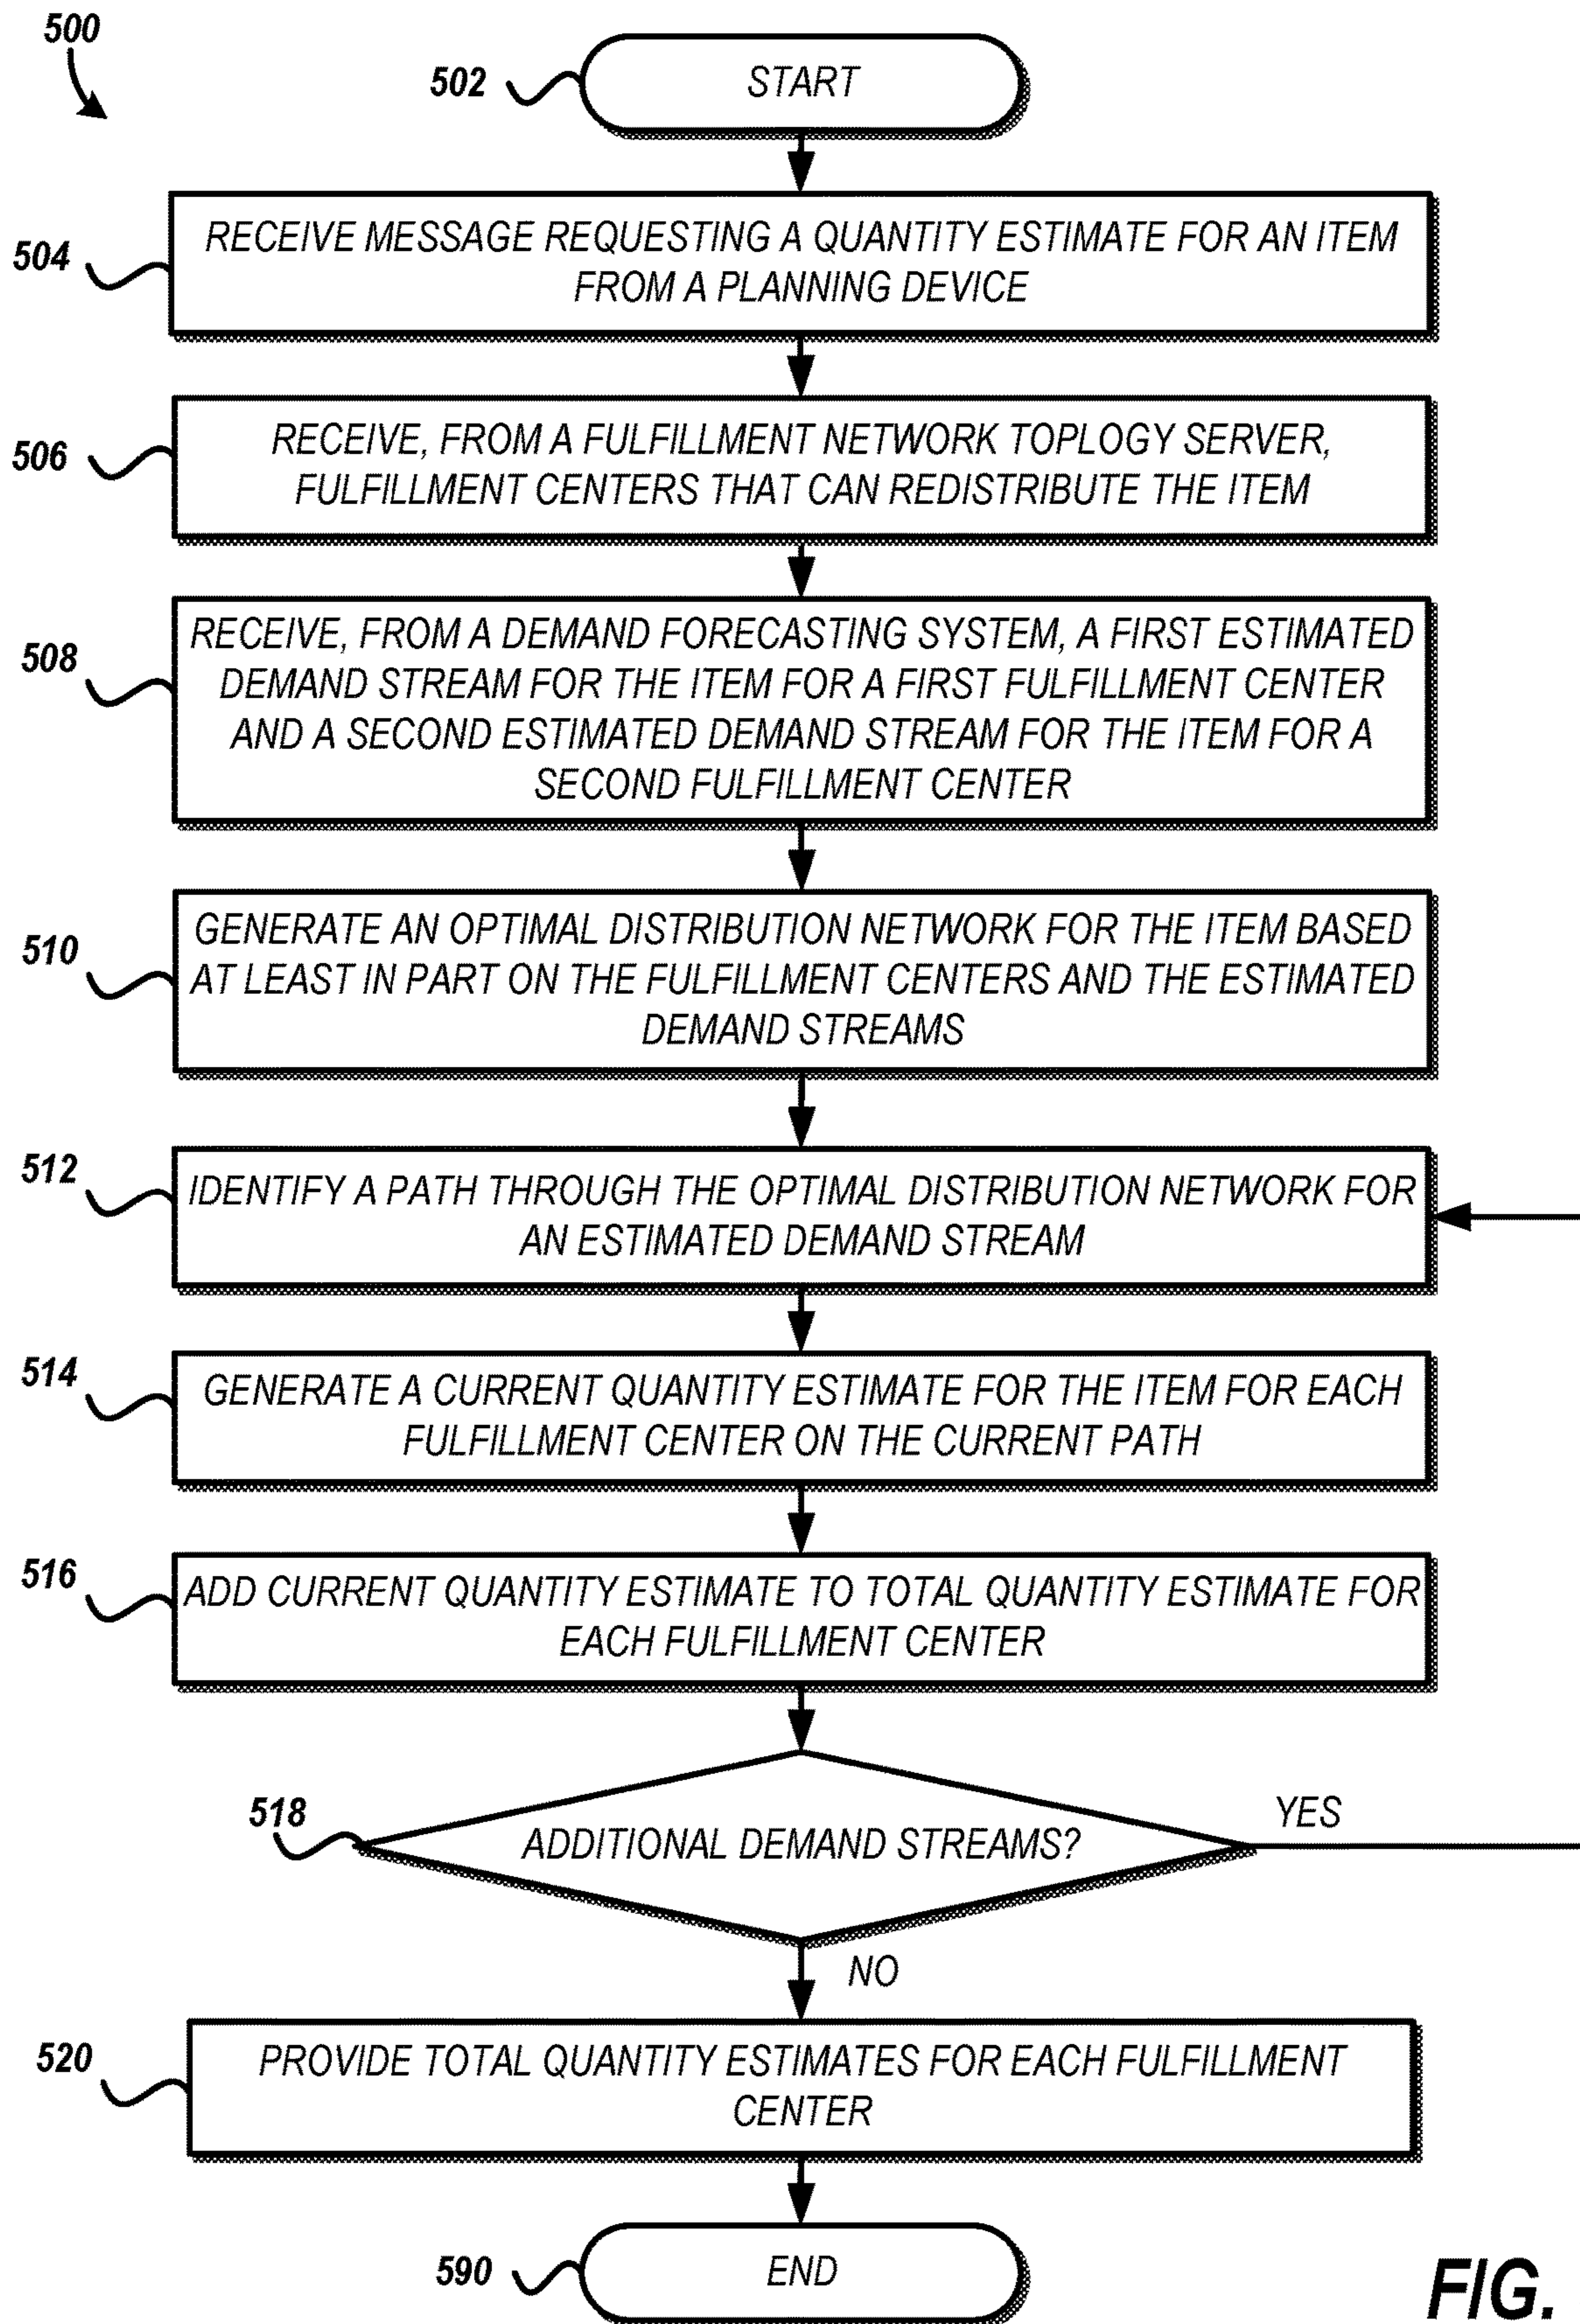 500
502
START
504
RECEIVE MESSAGE REQUESTING A QUANTITY ESTIMATE FOR AN ITEM
FROM A PLANNING DEVICE
506
RECEIVE, FROM A FULFILLMENT NETWORK TOPLOGY SERVER,
FULFILLMENT CENTERS THAT CAN REDISTRIBUTE THE ITEM
508
RECEIVE, FROM A DEMAND FORECASTING SYSTEM, A FIRST ESTIMATED
DEMAND STREAM FOR THE ITEM FOR A FIRST FULFILLMENT CENTER
AND A SECOND ESTIMATED DEMAND STREAM FOR THE ITEM FOR A
SECOND FULFILLMENT CENTER
510
GENERATE AN OPTIMAL DISTRIBUTION NETWORK FOR THE ITEM BASED
AT LEAST IN PART ON THE FULFILLMENT CENTERS AND THE ESTIMATED
DEMAND STREAMS
512
IDENTIFY A PATH THROUGH THE OPTIMAL DISTRIBUTION NETWORK FOR
AN ESTIMATED DEMAND STREAM
514
GENERATE A CURRENT QUANTITY ESTIMATE FOR THE ITEM FOR EACH
FULFILLMENT CENTER ON THE CURRENT PATH
516
ADD CURRENT QUANTITY ESTIMATE TO TOTAL QUANTITY ESTIMATE FOR
EACH FULFILLMENT CENTER
518
ADDITIONAL DEMAND STREAMS?
YES
NO
520
PROVIDE TOTAL QUANTITY ESTIMATES FOR EACH FULFILLMENT
CENTER
590
END
FIG.